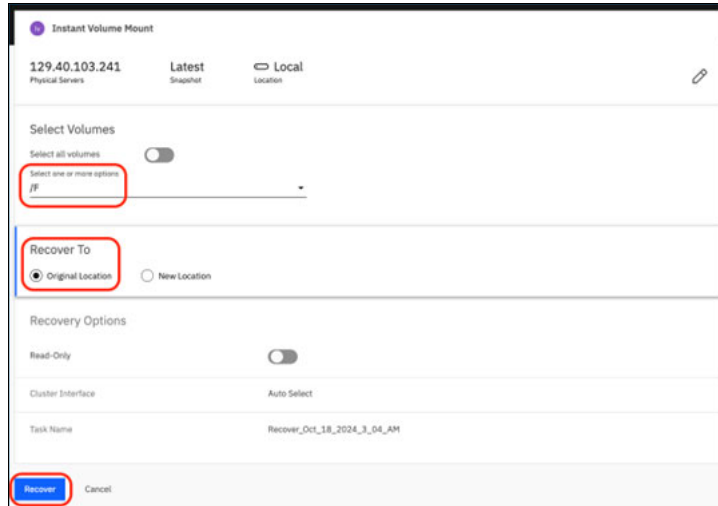 Instant Volume Mount
129.40.103.241 Latest Local
Physical Servers Snapshot Location
Select Volumes
Select all volumes
Select one or more options
/F
Recover To
Original Location New Location
Recovery Options
Read-Only
Cluster Interface Auto Select
Task Name Recover_Oct_18_2024_3_04_AM
Recover Cancel